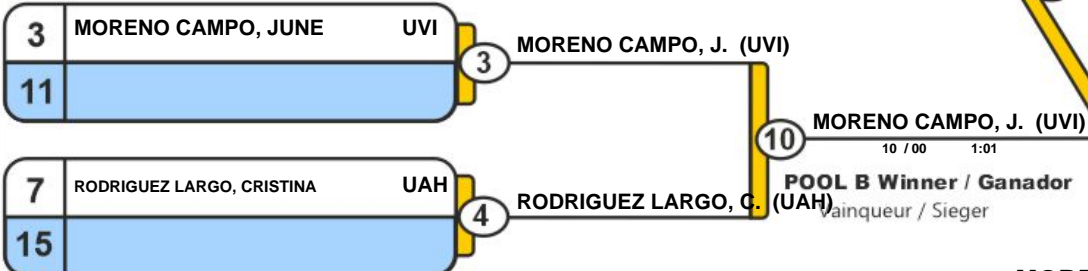 3 MORENO CAMPO, JUNE UVI
11
3
MORENO CAMPO, J. (UVI)
7 RODRIGUEZ LARGO, CRISTINA UAH
15
4
RODRIGUEZ LARGO, C. (UAH)
10
MORENO CAMPO, J. (UVI)
10 / 00 1:01
POOL B Winner / Ganador
Vainqueur / Sieger